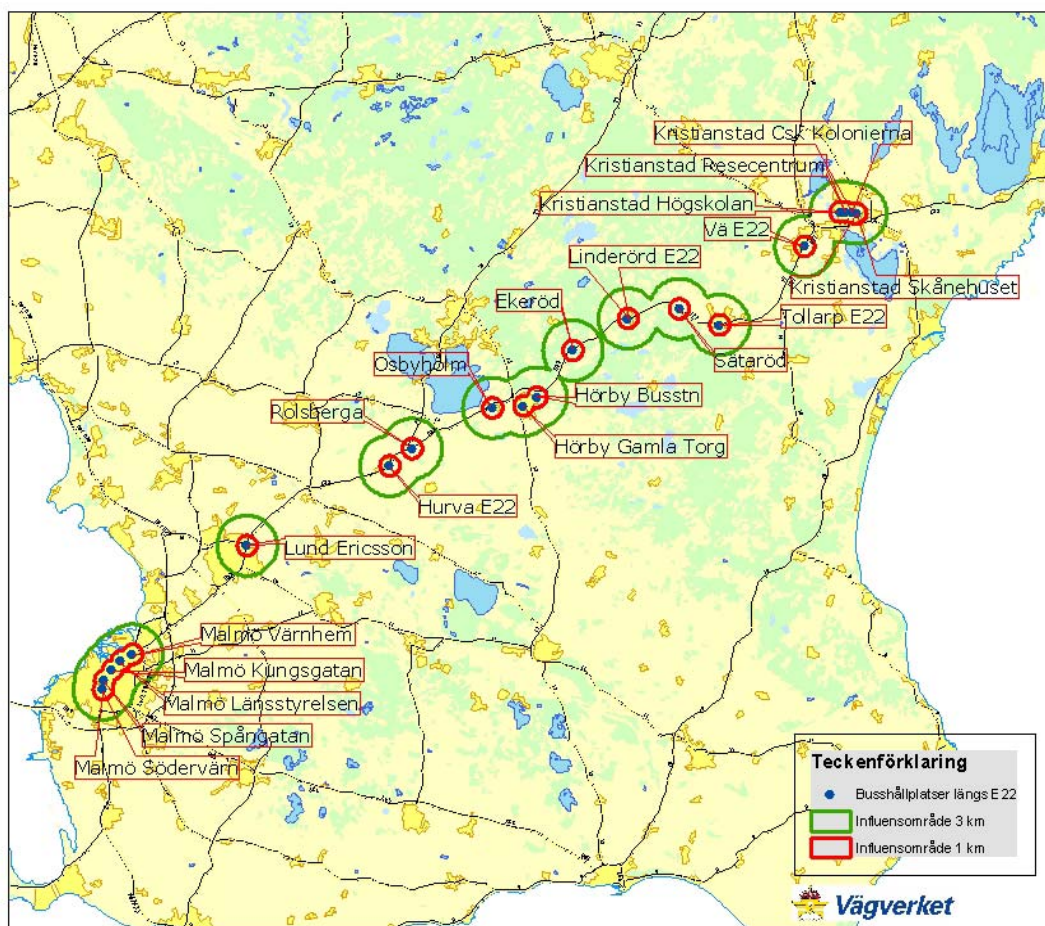 Kristianstad Csk Kolonierna
Kristianstad Resecentrum
Kristianstad Högskolan
Vä E22
Linderörd E22
Kristianstad Skånehuset
Ekeröd
Tollarp E22
Sätaröd
Osbyholm
Hörby Busstn
Rolsberga
Hörby Gamla Torg
Hurva E22
Lund Ericsson
Malmö Värnhem
Malmö Kungsgatan
Malmö Länsstyrelsen
Malmö Spångatan
Malmö Södervärn
Teckenförklaring
Busshållplatser längs E22
Influensområde 3 km
Influensområde 1 km
Vägverket